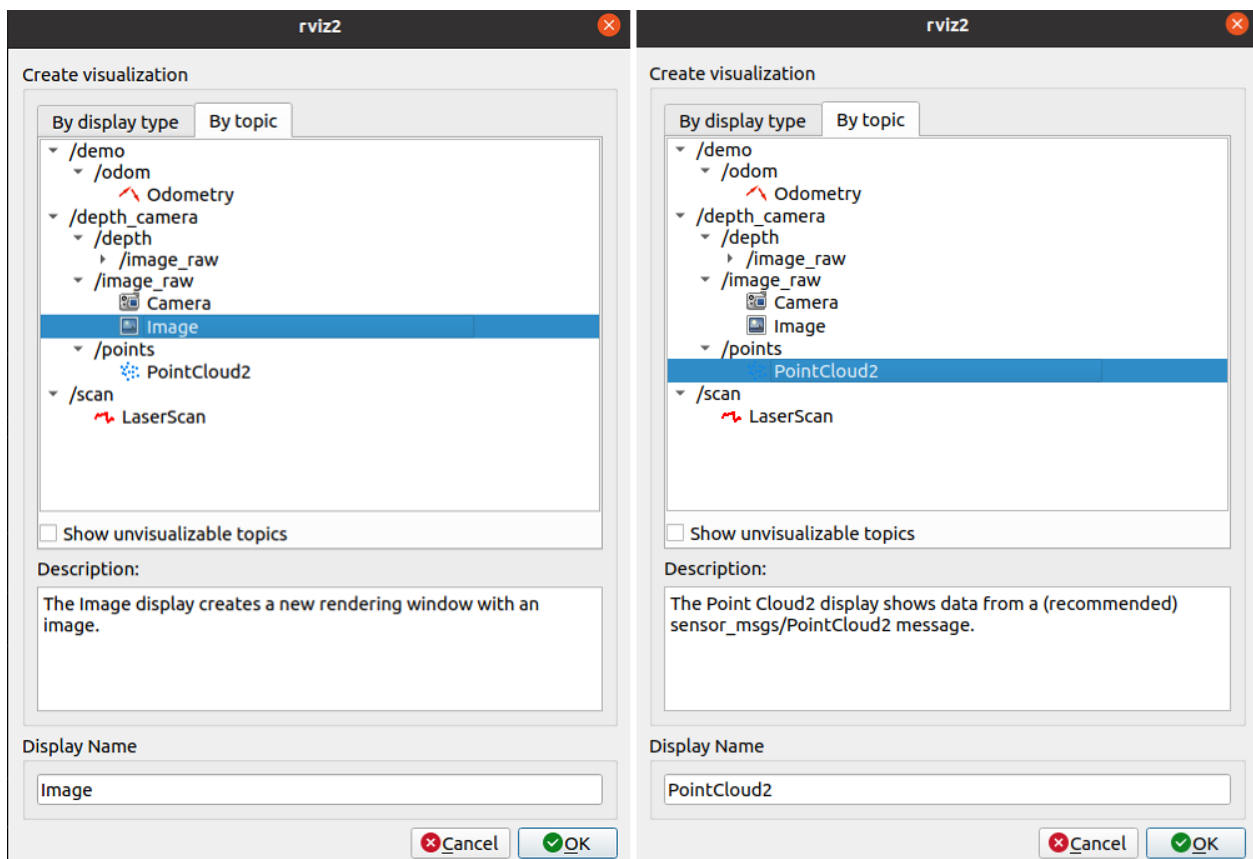 rviz2
Create visualization
By display type
By topic
/demo
/odom
Odometry
/depth_camera
/depth
/image_raw
/image_raw
Camera
Image
/points
PointCloud2
/scan
LaserScan
Show unvisualizable topics
Description:
The Image display creates a new rendering window with an
image.
Display Name
Image
Cancel
OK
rviz2
Create visualization
By display type
By topic
/demo
/odom
Odometry
/depth_camera
/depth
/image_raw
/image_raw
Camera
Image
/points
PointCloud2
/scan
LaserScan
Show unvisualizable topics
Description:
The Point Cloud2 display shows data from a (recommended)
sensor_msgs/PointCloud2 message.
Display Name
PointCloud2
Cancel
OK